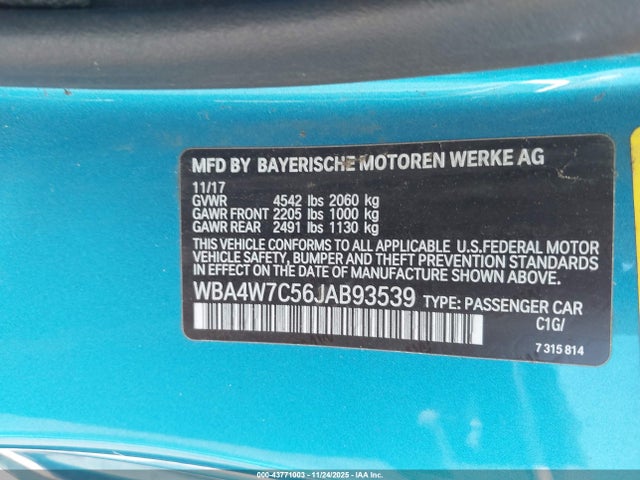 MFD BY BAYERISCHE MOTOREN WERKE AG
11/17
GVWR 4542 lbs 2060 kg
GAWR FRONT 2205 lbs 1000 kg
GAWR REAR 2491 lbs 1130 kg
THIS VEHICLE CONFORMS TO ALL APPLICABLE U.S.FEDERAL MOTOR
VEHICLE SAFETY, BUMPER AND THEFT PREVENTION STANDARDS
IN EFFECT ON THE DATE OF MANUFACTURE SHOWN ABOVE.
WBA4W7C56JAB93539 TYPE: PASSENGER CAR
C1G/
7 315 814
000-43771003 - 11/24/2025 - IAAI.COM